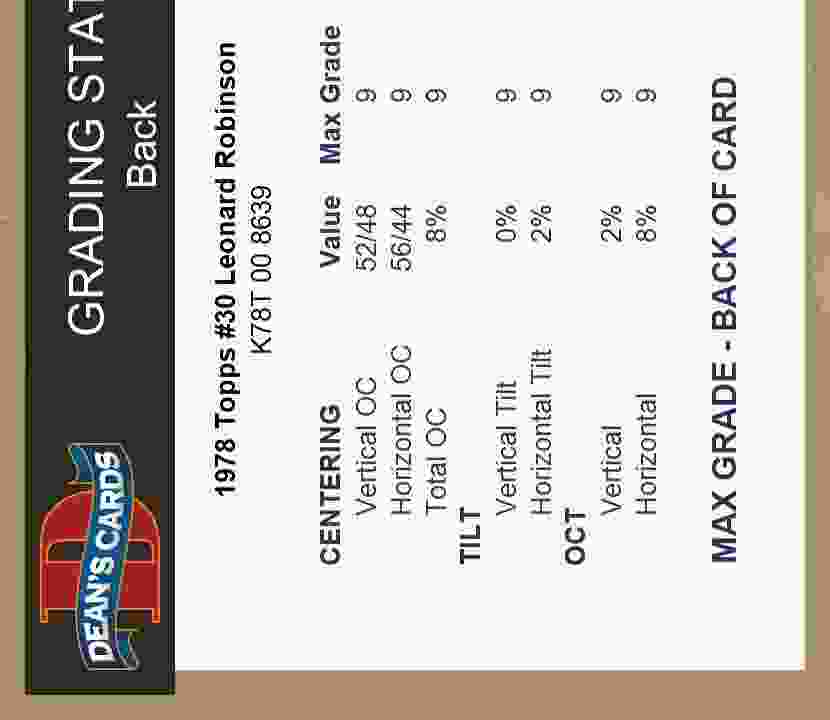 DEAN'S CARDS
GRADING STAT
Back
1978 Topps #30 Leonard Robinson
K78T 00 8639
CENTERING Value Max Grade
Vertical OC 52/48 9
Horizontal OC 56/44 9
Total OC 8% 9
TILT
Vertical Tilt 0% 9
Horizontal Tilt 2% 9
OCT
Vertical 2% 9
Horizontal 8% 9
MAX GRADE - BACK OF CARD